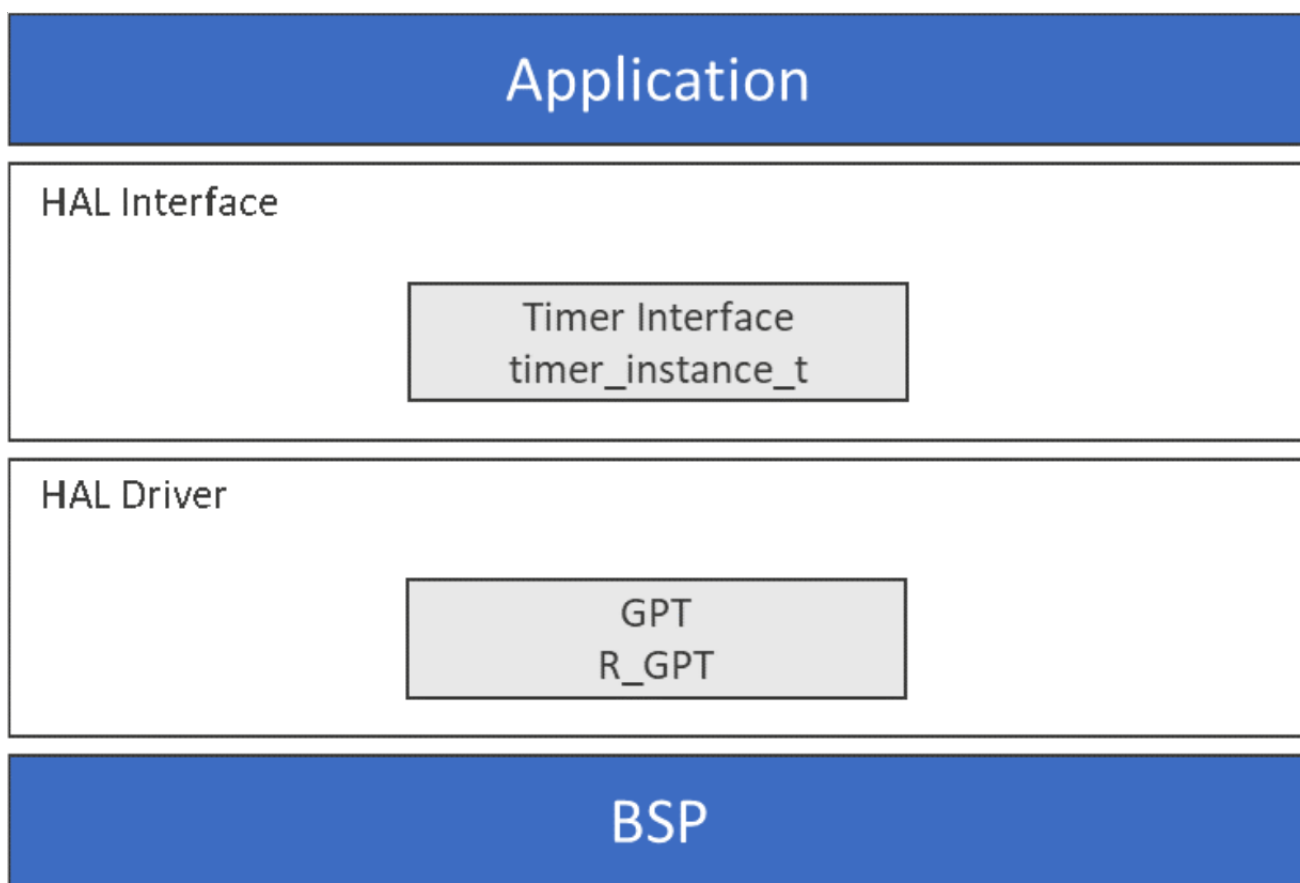 Application
HAL Interface
Timer Interface
timer_instance_t
HAL Driver
GPT
R_GPT
BSP